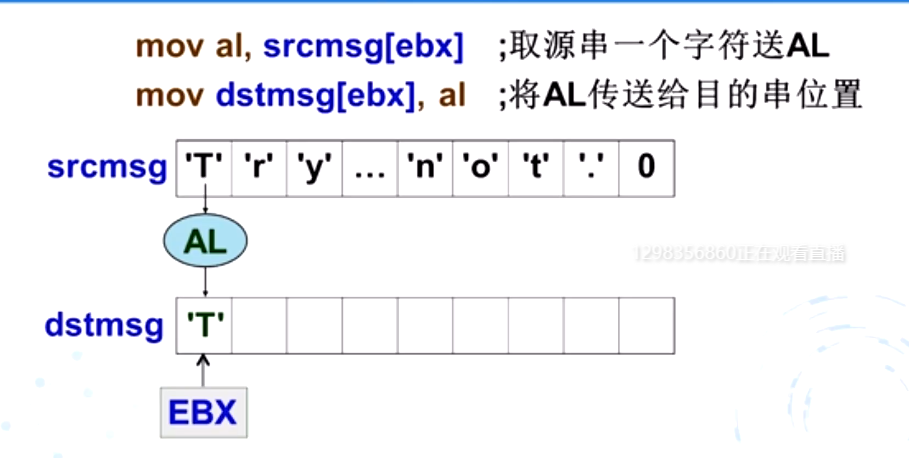 mov al, srcmsg[ebx] ;取源串一个字符送AL
mov dstmsg[ebx], al ;将AL传送给目的串位置
srcmsg 'T' 'r' 'y' ... 'n' 'o' 't' '.' 0
AL
1298356860正在观看直播
dstmsg 'T'
EBX